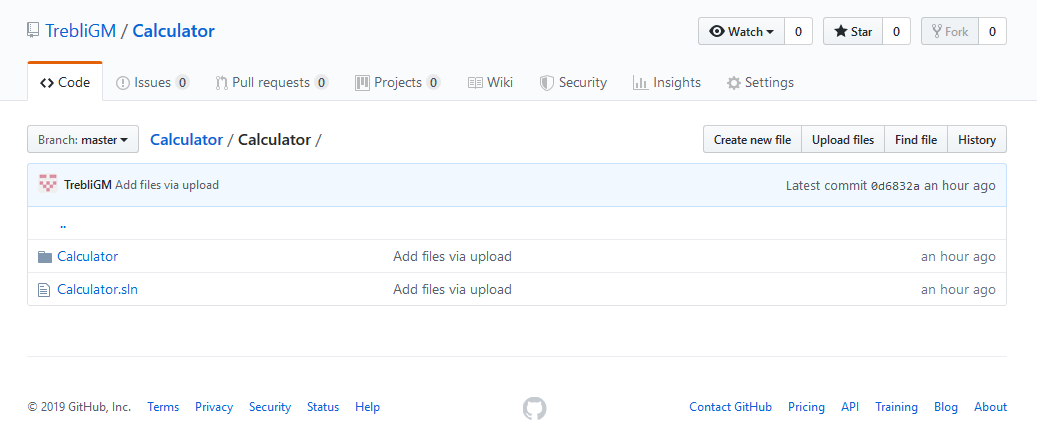 TrebliGM / Calculator
Watch 0 Star 0 Fork 0
Code Issues 0 Pull requests 0 Projects 0 Wiki Security Insights Settings
Branch: master Calculator / Calculator / Create new file Upload files Find file History
TrebliGM Add files via upload Latest commit 0d6832a an hour ago
..
Calculator Add files via upload an hour ago
Calculator.sln Add files via upload an hour ago
© 2019 GitHub, Inc. Terms Privacy Security Status Help Contact GitHub Pricing API Training Blog About